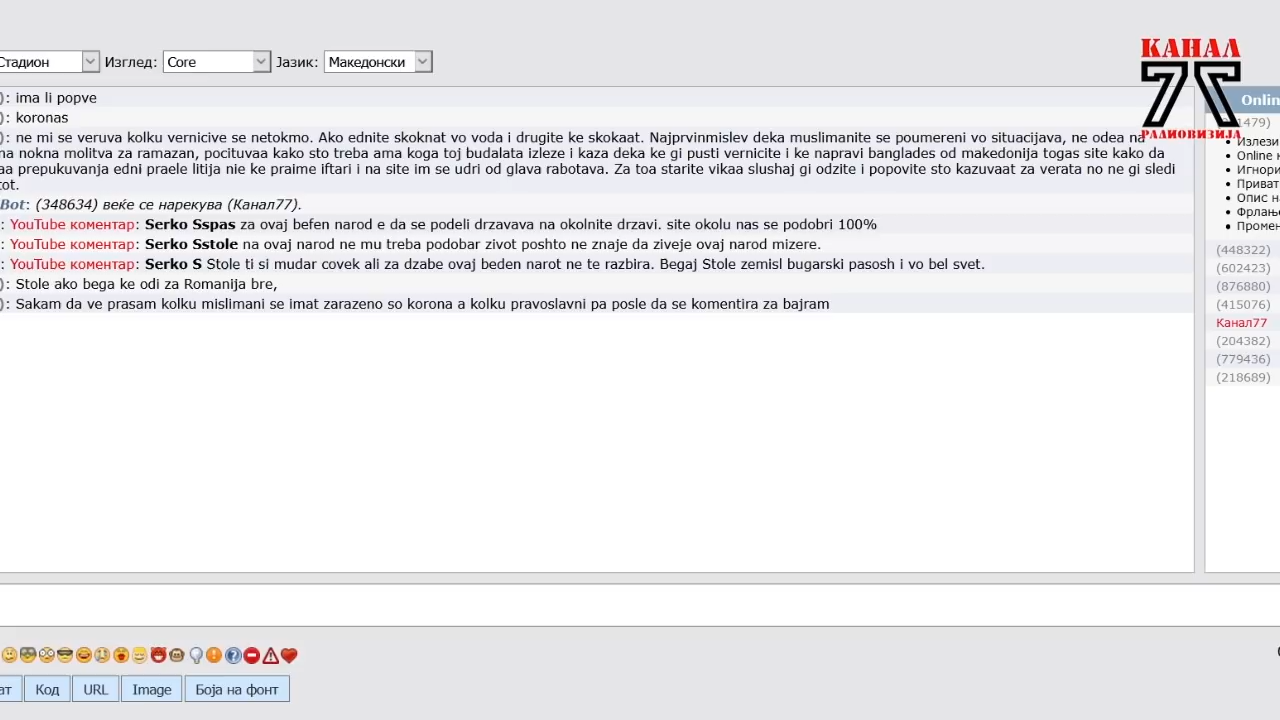 КАНАЛ
77
РАДИОВИЗИЈА
Стадион Изглед: Core Јазик: Македонски
): ima li popve
): koronas
): ne mi se veruva kolku vernicive se netokmo. Ako ednite skoknat vo voda i drugite ke skokaat. Najprvinmislev deka muslimanite se poumereni vo situacijava, ne odea na
na nokna molitva za ramazan, pocituvaa kako sto treba ama koga toj budalata izleze i kaza deka ke gi pusti vernicite i ke napravi banglades od makedonija togas site kako da
aa prepukuvanja edni praele litija nie ke praime iftari i na site im se udri od glava rabotava. Za toa starite vikaa slushaj gi odzite i popovite sto kazuvaat za verata no ne gi sledi
tot.
Bot: (348634) веќе се нарекува (Канал77).
: YouTube коментар: Serko Sspas za ovaj befen narod e da se podeli drzavava na okolnite drzavi. site okolu nas se podobri 100%
: YouTube коментар: Serko Sstole na ovaj narod ne mu treba podobar zivot poshto ne znaje da ziveje ovaj narod mizere.
: YouTube коментар: Serko S Stole ti si mudar covek ali za dzabe ovaj beden narot ne te razbira. Begaj Stole zemisl bugarski pasosh i vo bel svet.
): Stole ako bega ke odi za Romanija bre,
): Sakam da ve prasam kolku mislimani se imat zarazeno so korona a kolku pravoslavni pa posle da se komentira za bajram
Onlin
1479)
Излези
Online к
Игнори
Приват
Опис на
Фрлање
Промен
(448322)
(602423)
(876880)
(415076)
Канал77
(204382)
(779436)
(218689)
ат Код URL Image Боја на фонт